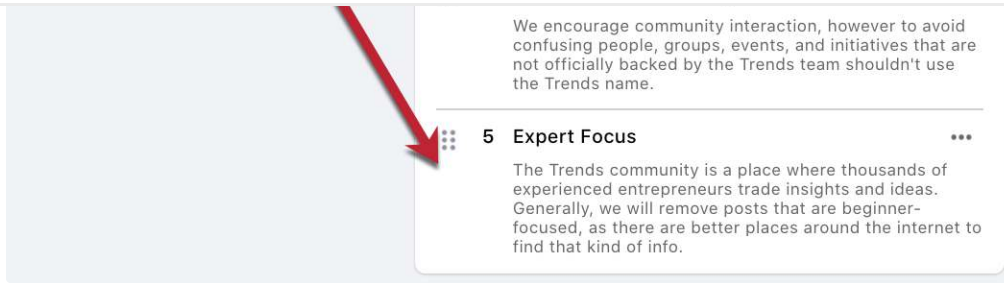 We encourage community interaction, however to avoid
confusing people, groups, events, and initiatives that are
not officially backed by the Trends team shouldn't use
the Trends name.
5 Expert Focus
The Trends community is a place where thousands of
experienced entrepreneurs trade insights and ideas.
Generally, we will remove posts that are beginner-
focused, as there are better places around the internet to
find that kind of info.